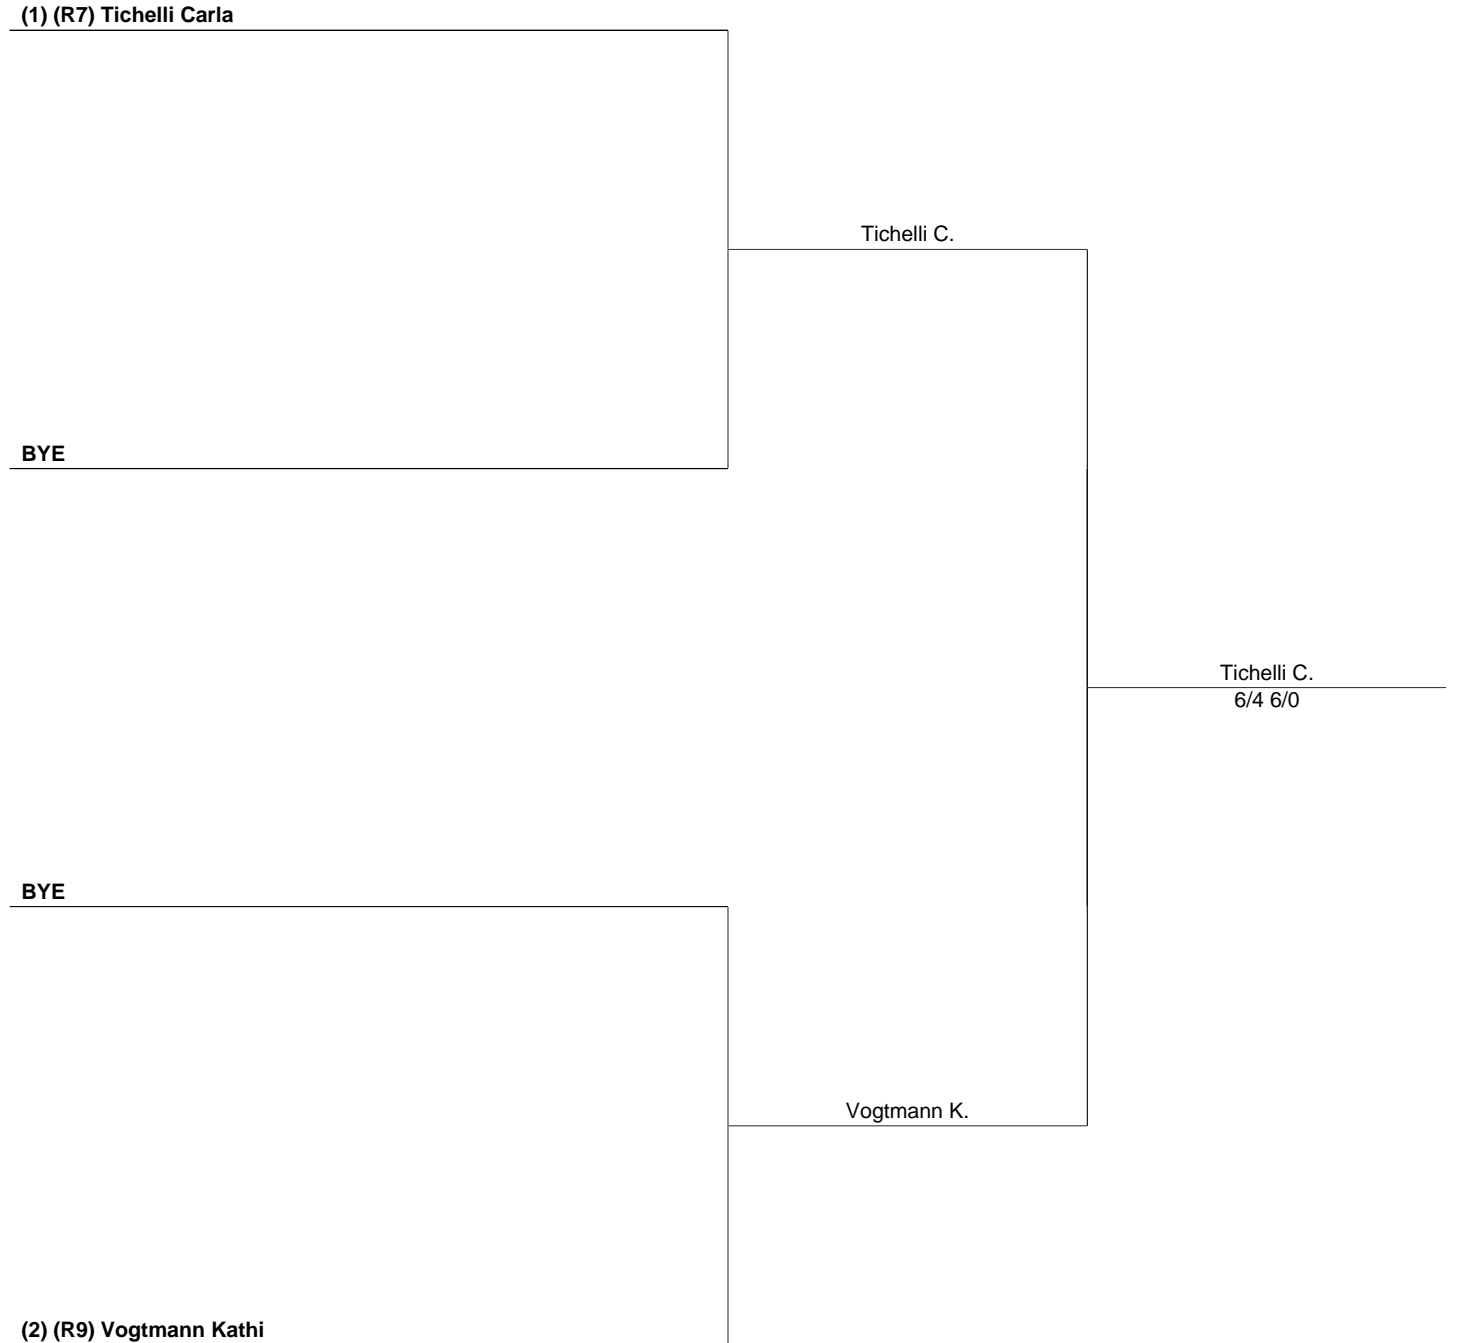 (1) (R7) Tichelli Carla
Tichelli C.
BYE
Tichelli C.
6/4 6/0
BYE
Vogtmann K.
(2) (R9) Vogtmann Kathi